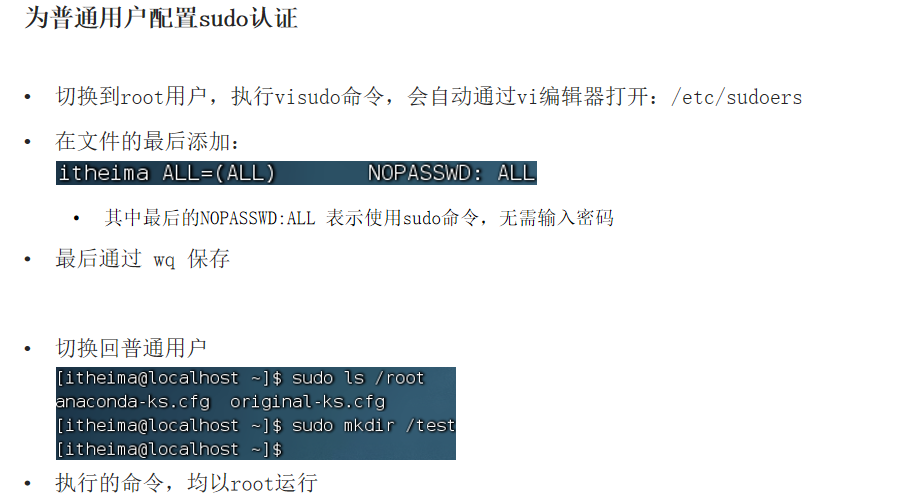 为普通用户配置sudo认证
• 切换到root用户，执行visudo命令，会自动通过vi编辑器打开：/etc/sudoers
• 在文件的最后添加：
itheima ALL=(ALL)       NOPASSWD: ALL
• 其中最后的NOPASSWD:ALL 表示使用sudo命令，无需输入密码
• 最后通过 wq 保存
• 切换回普通用户
[itheima@localhost ~]$ sudo ls /root
anaconda-ks.cfg  original-ks.cfg
[itheima@localhost ~]$ sudo mkdir /test
[itheima@localhost ~]$
• 执行的命令，均以root运行